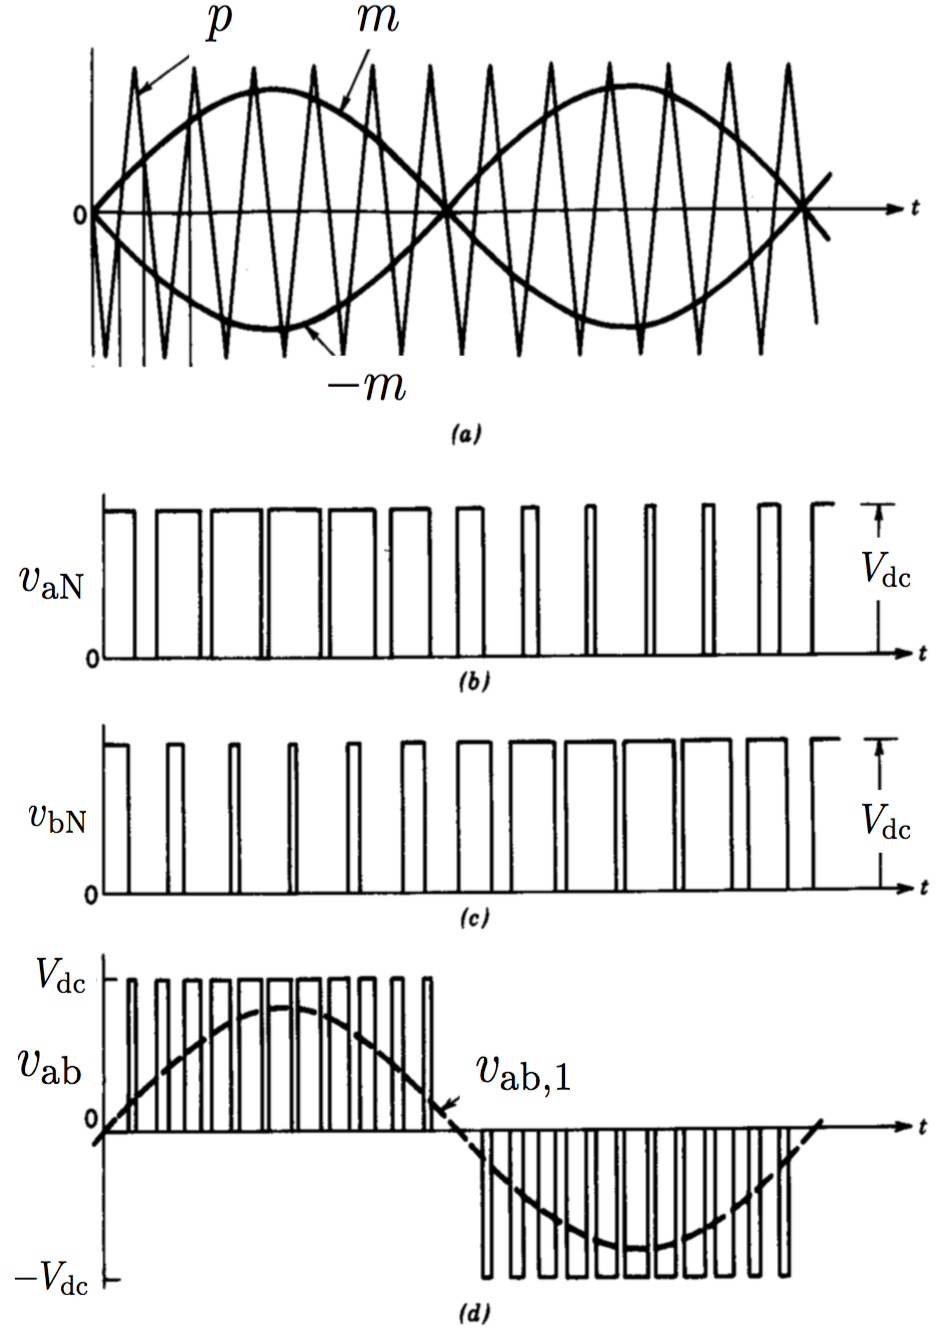 p m
0 t
−m
(a)
v_aN
V_dc
0 t
(b)
v_bN
V_dc
0 t
(c)
V_dc
v_ab
v_ab,1
0 t
−V_dc
(d)